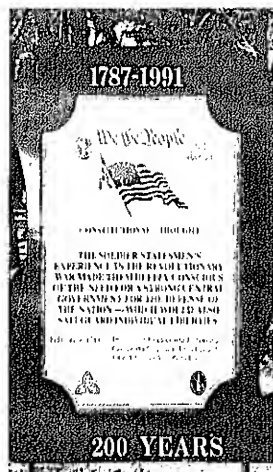 1787-1991
We the People
CONSTITUTIONAL THOUGHT
THE SOLDIER STATESMEN'S
EXPERIENCE IN THE REVOLUTIONARY
WAR MADE THEM FULLY CONSCIOUS
OF THE NEED FOR A STRONG CENTRAL
GOVERNMENT FOR THE DEFENSE OF
THE NATION — WHICH WOULD ALSO
SAFEGUARD INDIVIDUAL LIBERTIES
200 YEARS